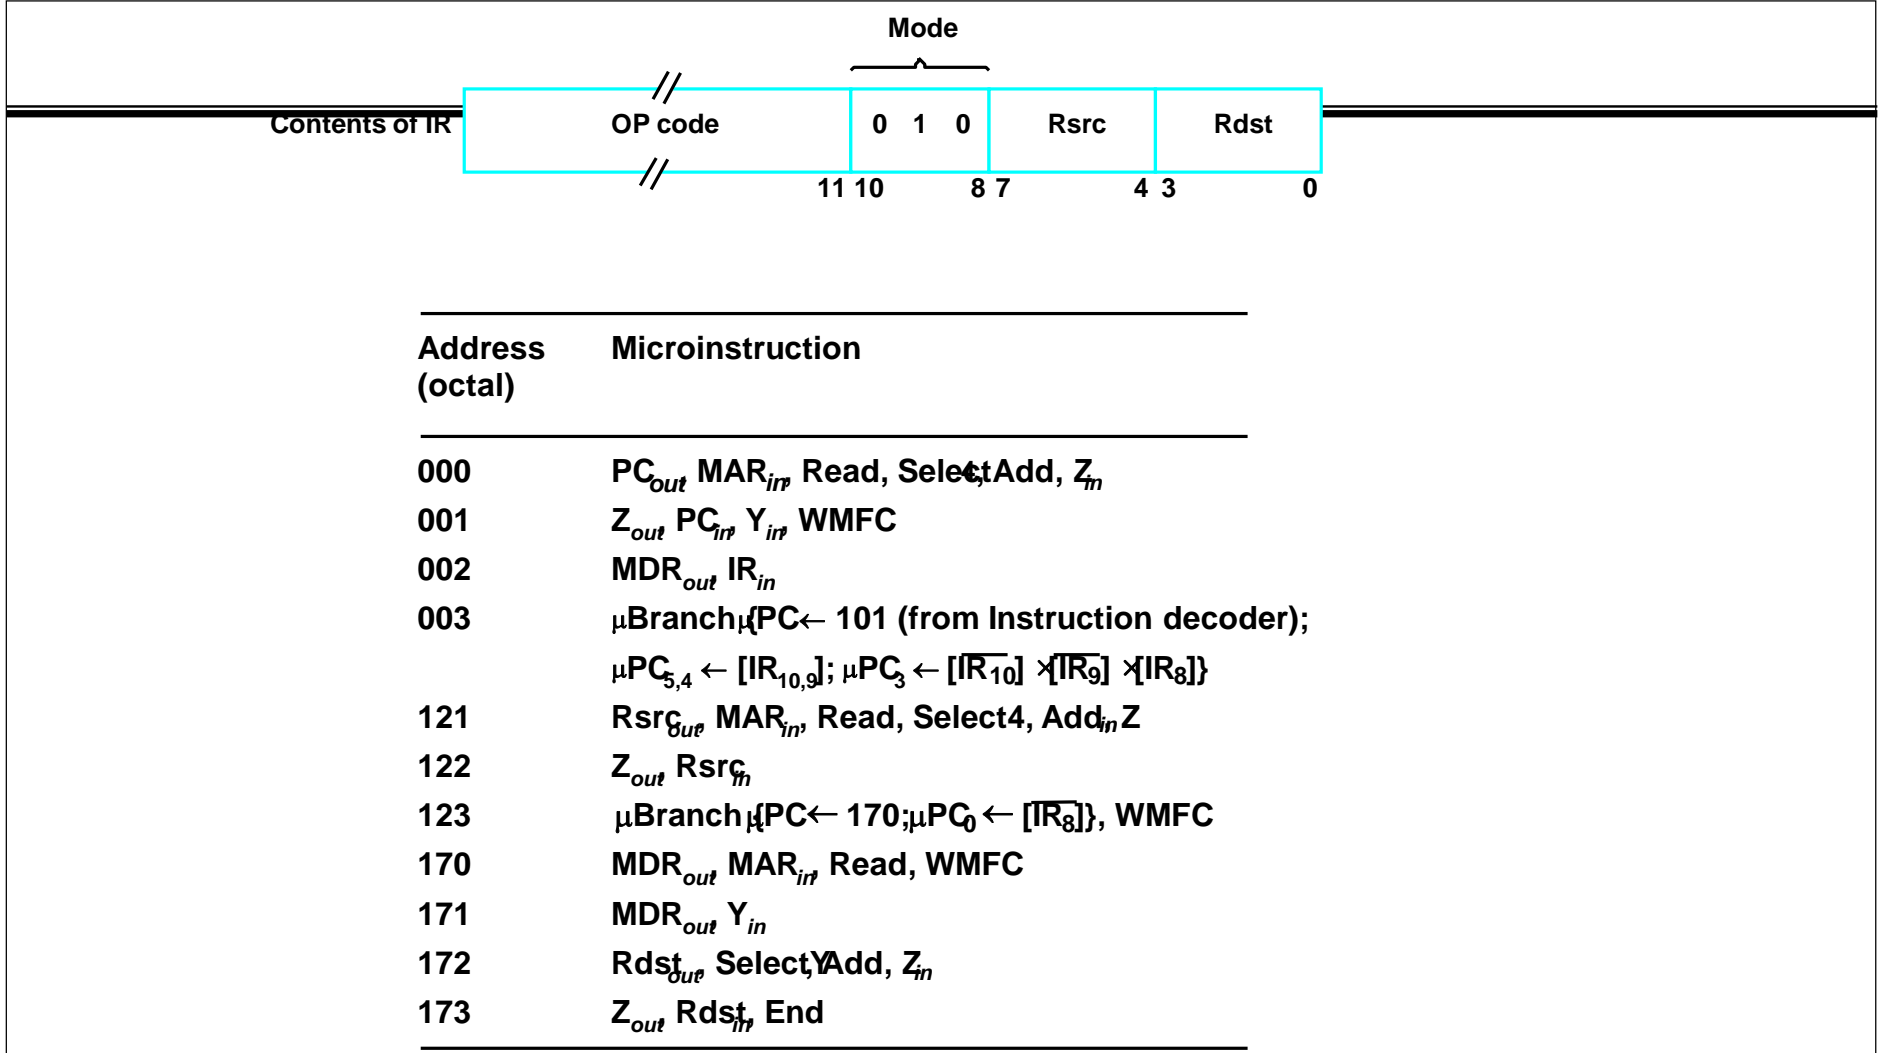 Mode
Contents of IR OP code 0 1 0 Rsrc Rdst
11 10 8 7 4 3 0
Address Microinstruction
(octal)
000 PCout, MARin, Read, Select4, Add, Zin
001 Zout, PCin, Yin, WMFC
002 MDRout, IRin
003 μBranch {μPC← 101 (from Instruction decoder);
μPC5,4 ← [IR10,9]; μPC3 ← [I̅R̅1̅0̅] × [I̅R̅9̅] × [IR8]}
121 Rsrcout, MARin, Read, Select4, Add, Zin
122 Zout, Rsrcin
123 μBranch {μPC← 170; μPC0 ← [I̅R̅8̅]}, WMFC
170 MDRout, MARin, Read, WMFC
171 MDRout, Yin
172 Rdstout, SelectY, Add, Zin
173 Zout, Rdstin, End